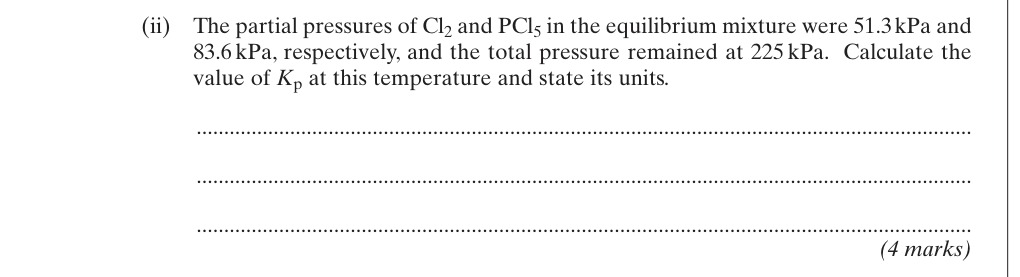 (ii) The partial pressures of Cl₂ and PCl₅ in the equilibrium mixture were 51.3 kPa and
83.6 kPa, respectively, and the total pressure remained at 225 kPa. Calculate the
value of Kₚ at this temperature and state its units.
................................................................................
................................................................................
................................................................................
(4 marks)